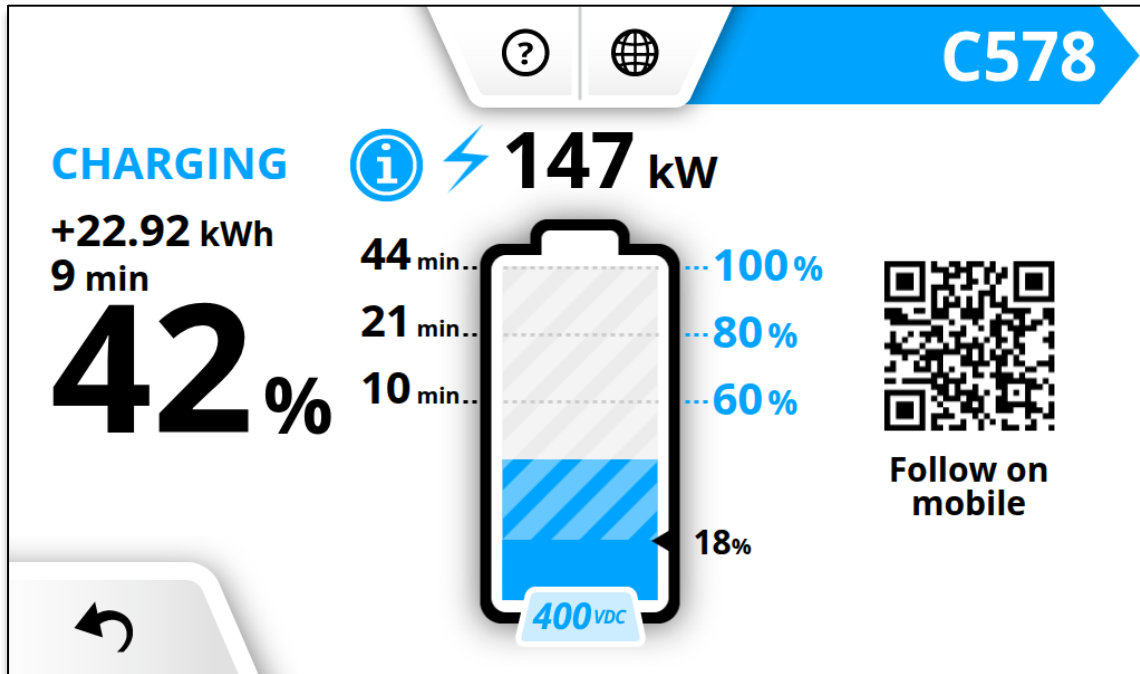 C578
CHARGING
147 kW
+22.92 kWh
9 min
42%
44 min
100%
21 min
80%
10 min
60%
18%
400 VDC
Follow on
mobile